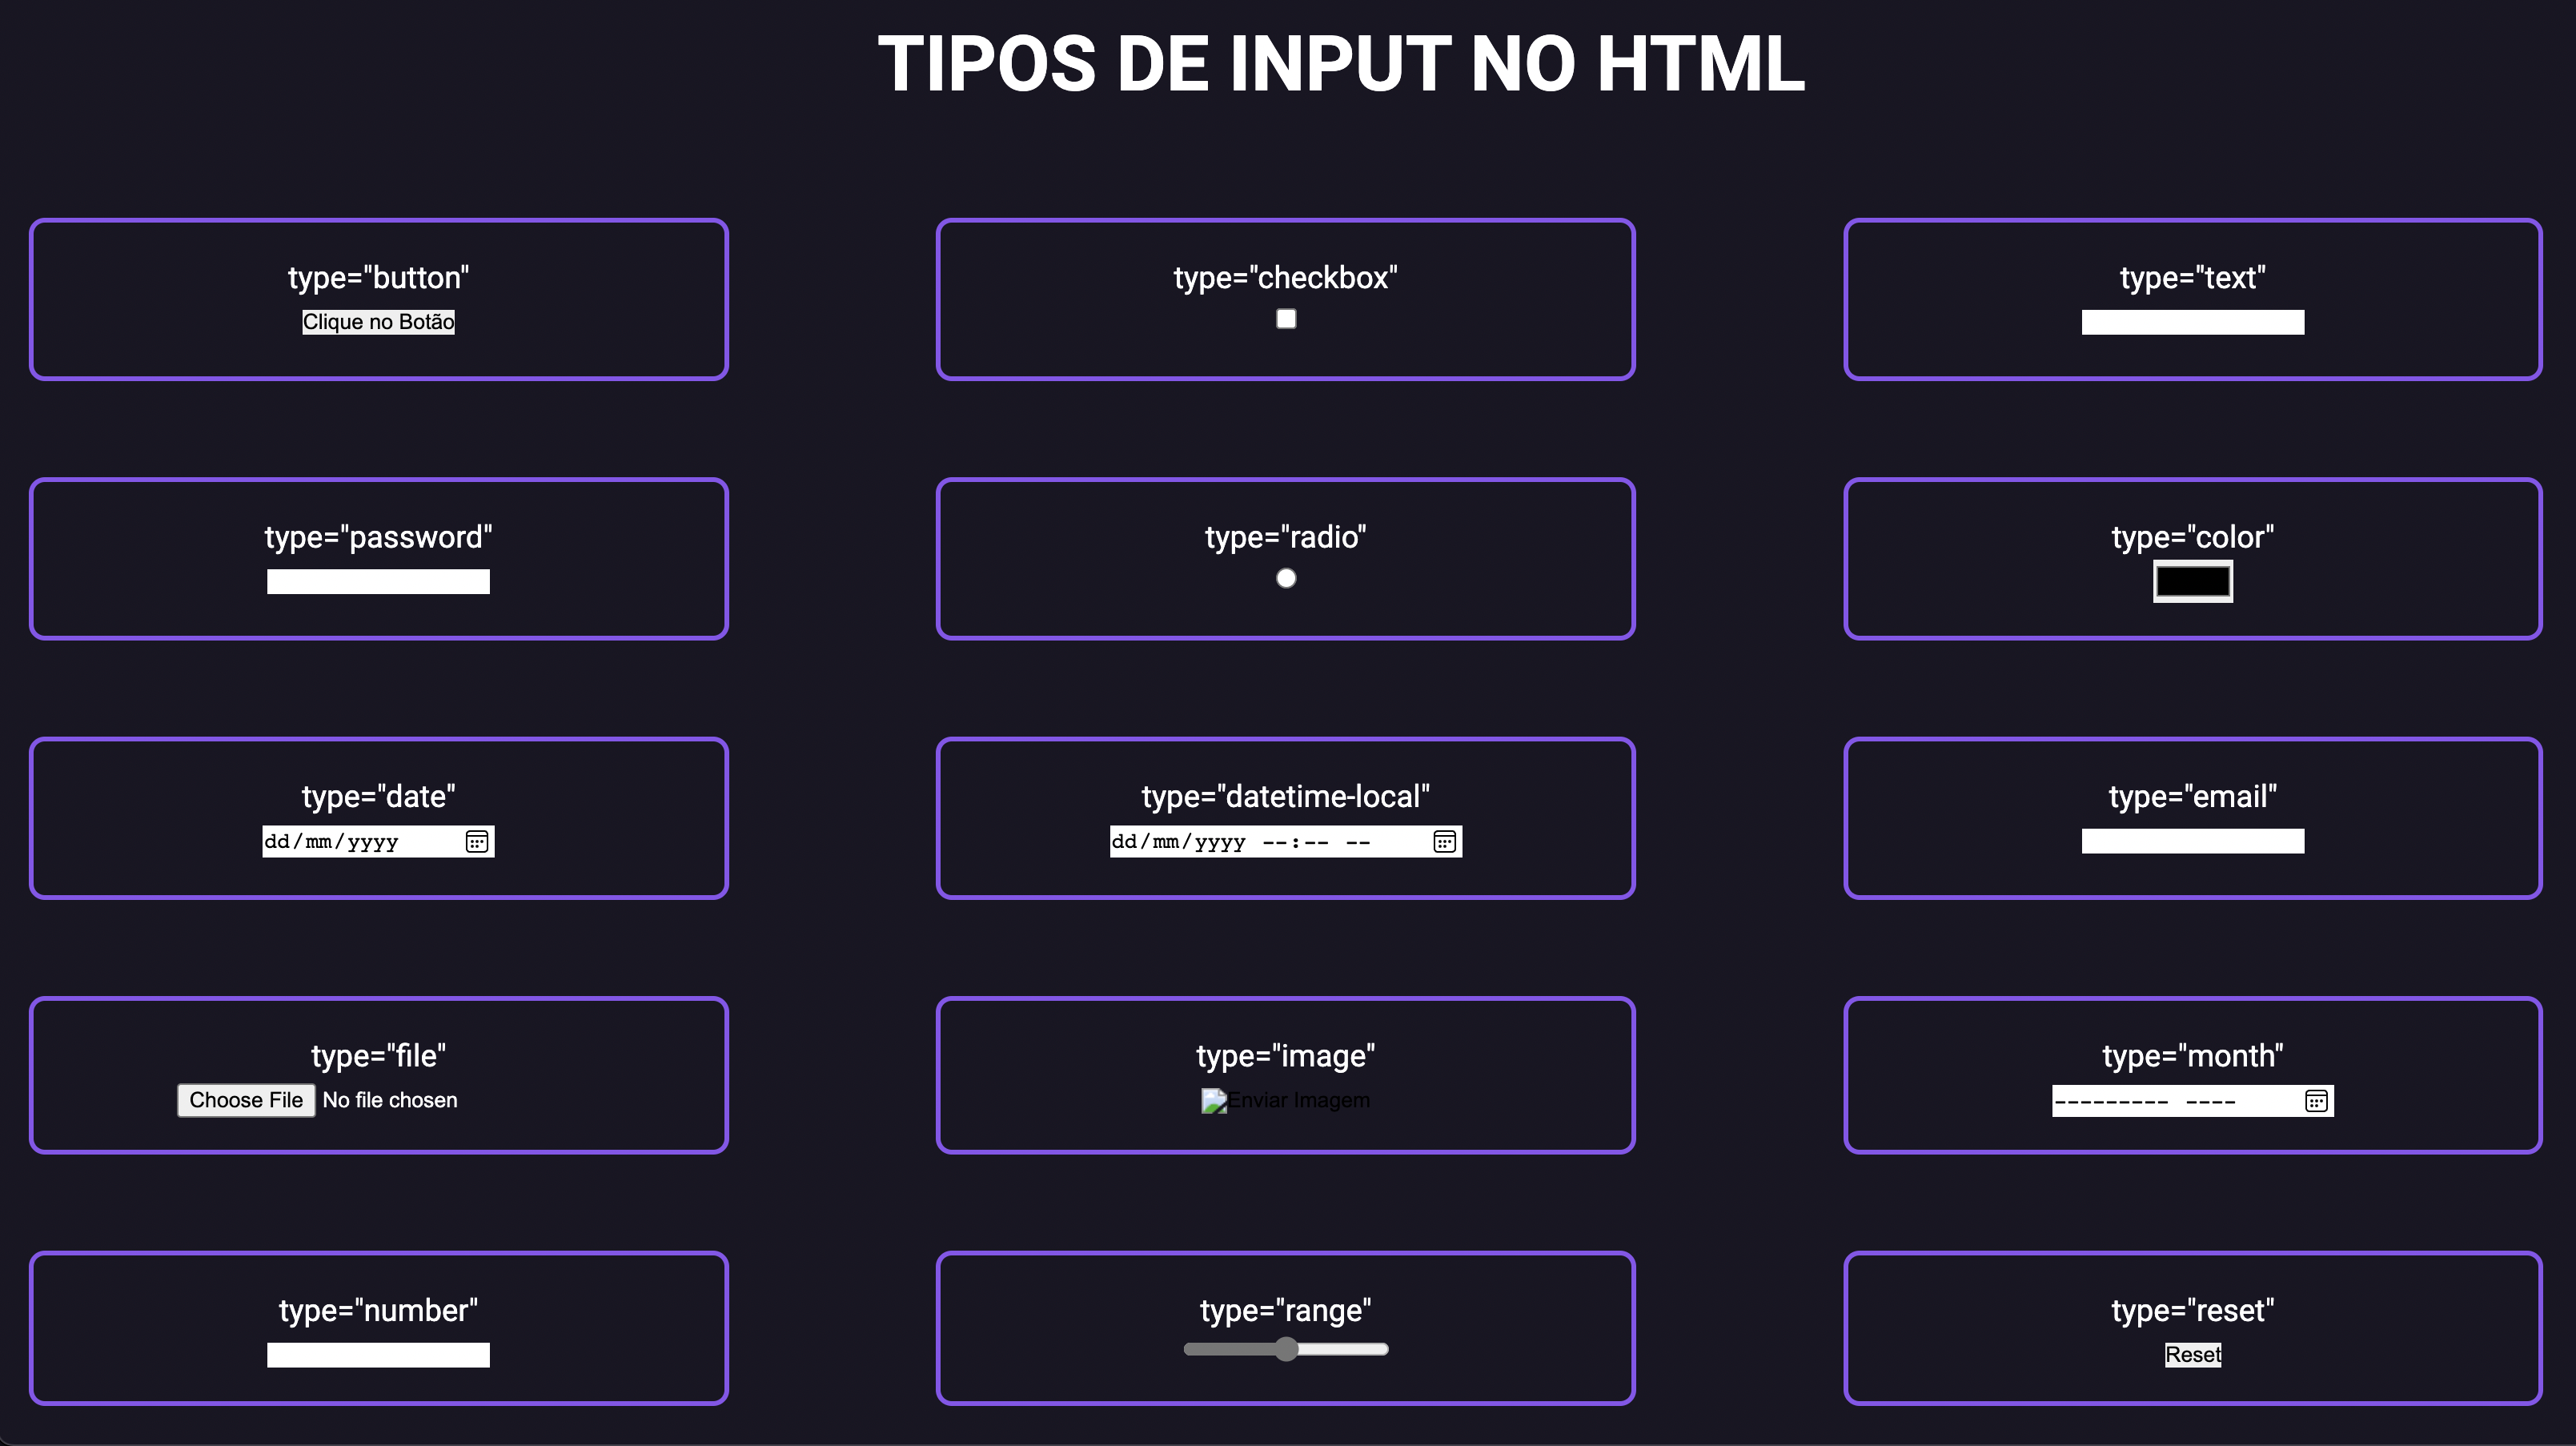 TIPOS DE INPUT NO HTML
type="button"
Clique no Botão
type="checkbox"
type="text"
type="password"
type="radio"
type="color"
type="date"
dd/mm/yyyy
type="datetime-local"
dd/mm/yyyy --:-- --
type="email"
type="file"
Choose File No file chosen
type="image"
Enviar Imagem
type="month"
--------- ----
type="number"
type="range"
type="reset"
Reset